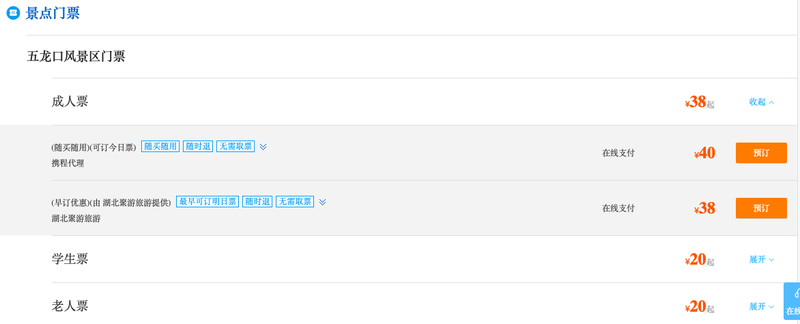 景点门票
五龙口风景区门票
成人票 ¥38起 收起
(随买随用)(可订今日票) 随买随用 随时退 无需取票 在线支付 ¥40 预订
携程代理
(早订优惠)(由 湖北聚游旅游提供) 最早可订明日票 随时退 无需取票 在线支付 ¥38 预订
湖北聚游旅游
学生票 ¥20起 展开
老人票 ¥20起 展开
在线